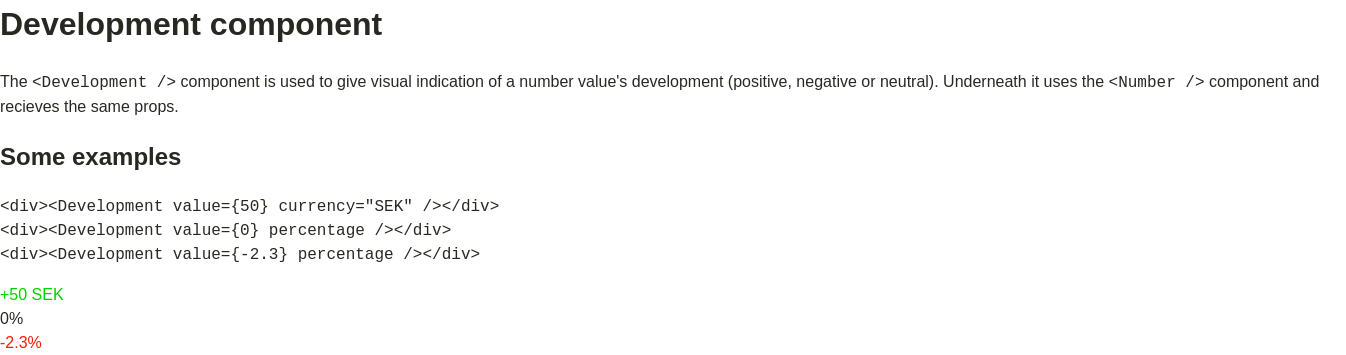 Development component
The <Development /> component is used to give visual indication of a number value's development (positive, negative or neutral). Underneath it uses the <Number /> component and
recieves the same props.
Some examples
<div><Development value={50} currency="SEK" /></div>
<div><Development value={0} percentage /></div>
<div><Development value={-2.3} percentage /></div>
+50 SEK
0%
-2.3%